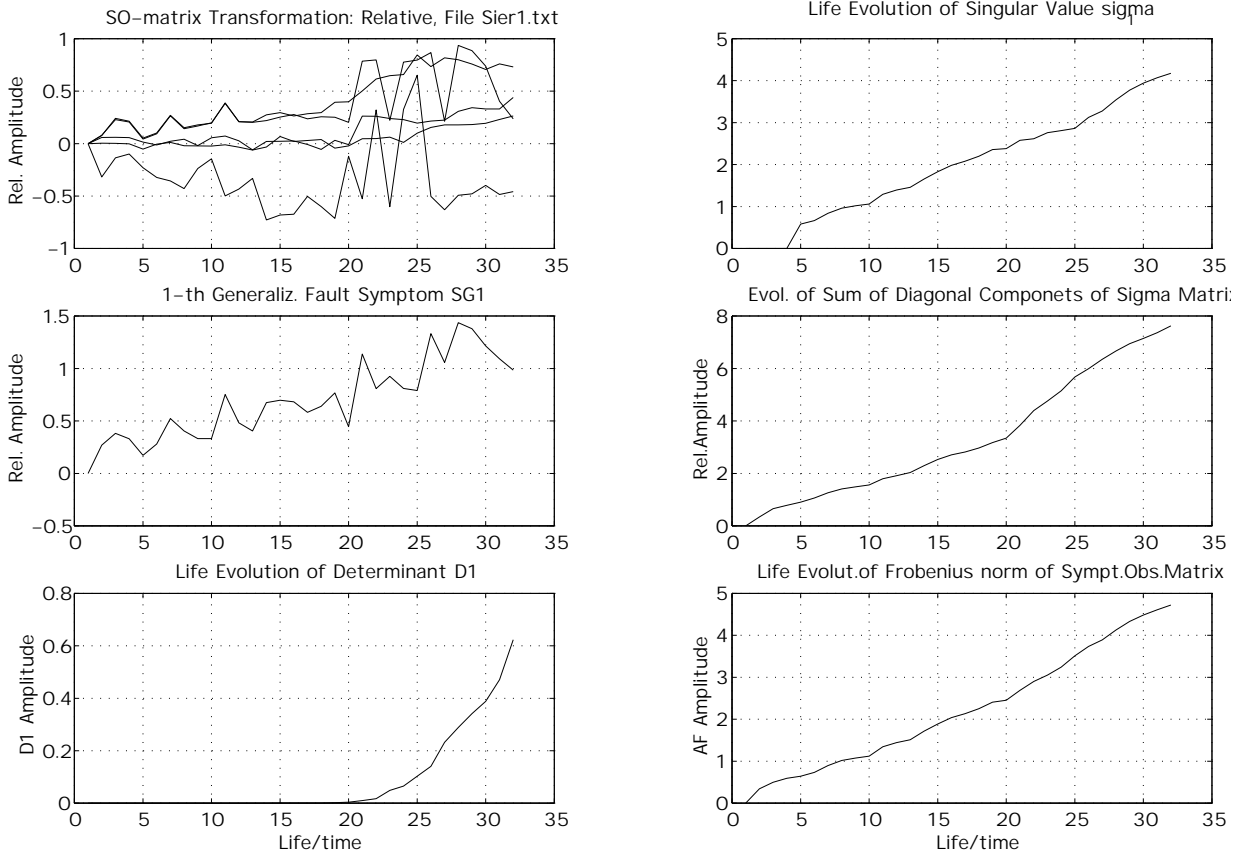 SO-matrix Transformation: Relative, File Sier1.txt
Rel. Amplitude
1
0.5
0
-0.5
-1
0 5 10 15 20 25 30 35
Life Evolution of Singular Value sigma1
5
4
3
2
1
0
0 5 10 15 20 25 30 35
1-th Generaliz. Fault Symptom SG1
Rel. Amplitude
1.5
1
0.5
0
-0.5
0 5 10 15 20 25 30 35
Evol. of Sum of Diagonal Componets of Sigma Matri
Rel.Amplitude
8
6
4
2
0
0 5 10 15 20 25 30 35
Life Evolution of Determinant D1
D1 Amplitude
0.8
0.6
0.4
0.2
0
0 5 10 15 20 25 30 35
Life/time
Life Evolut.of Frobenius norm of Sympt.Obs.Matrix
AF Amplitude
5
4
3
2
1
0
0 5 10 15 20 25 30 35
Life/time